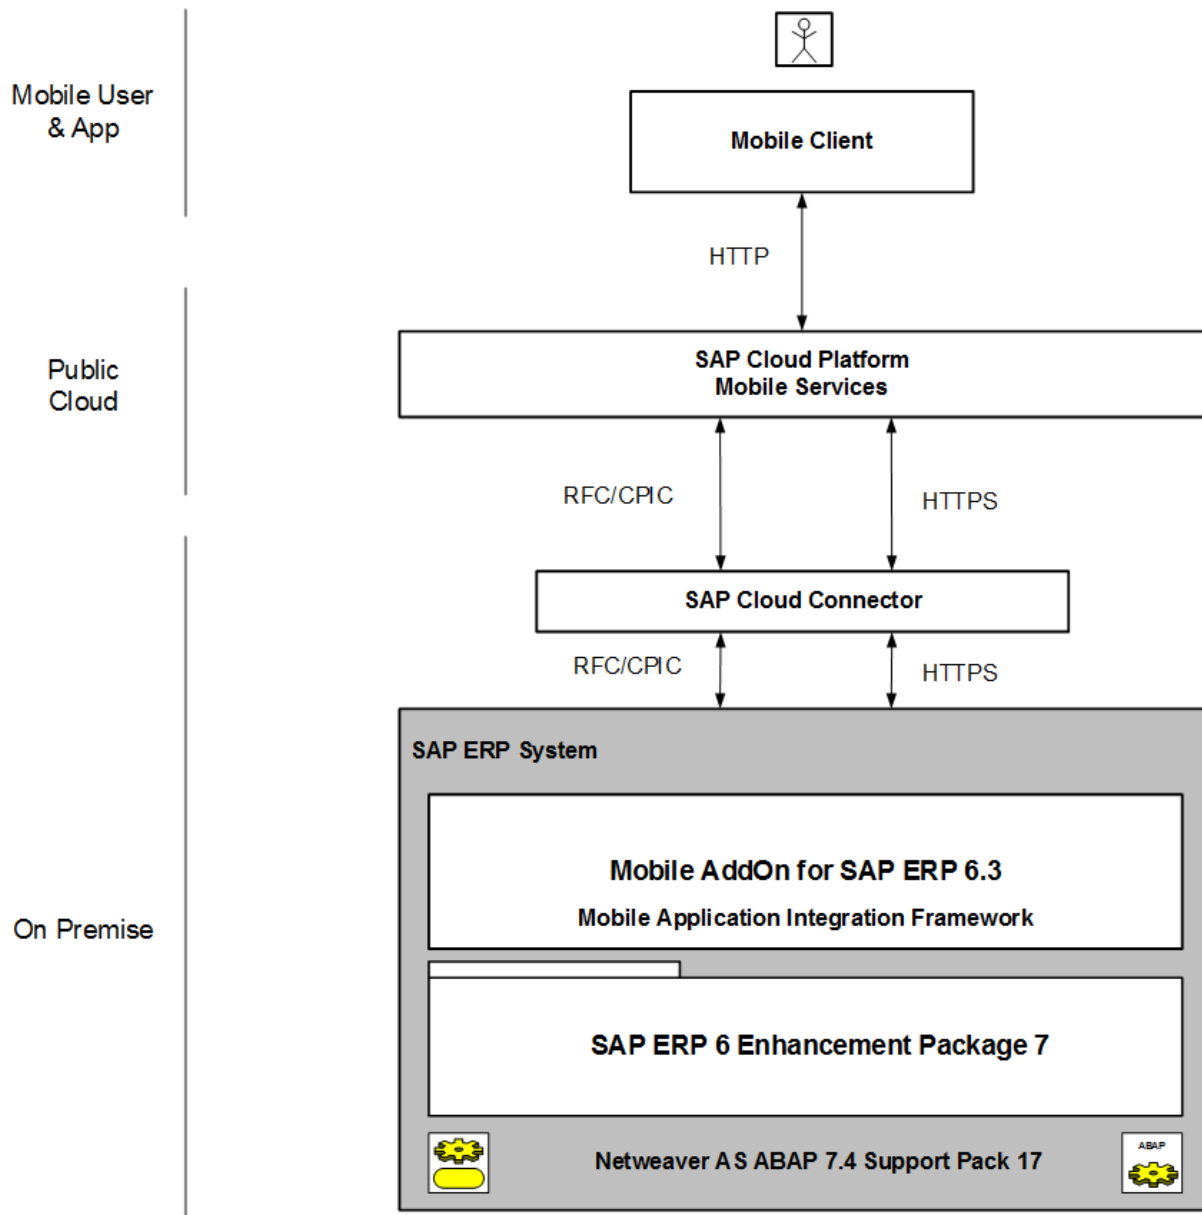 Mobile User
& App
Mobile Client
HTTP
Public
Cloud
SAP Cloud Platform
Mobile Services
RFC/CPIC
HTTPS
SAP Cloud Connector
RFC/CPIC
HTTPS
On Premise
SAP ERP System
Mobile AddOn for SAP ERP 6.3
Mobile Application Integration Framework
SAP ERP 6 Enhancement Package 7
Netweaver AS ABAP 7.4 Support Pack 17
ABAP